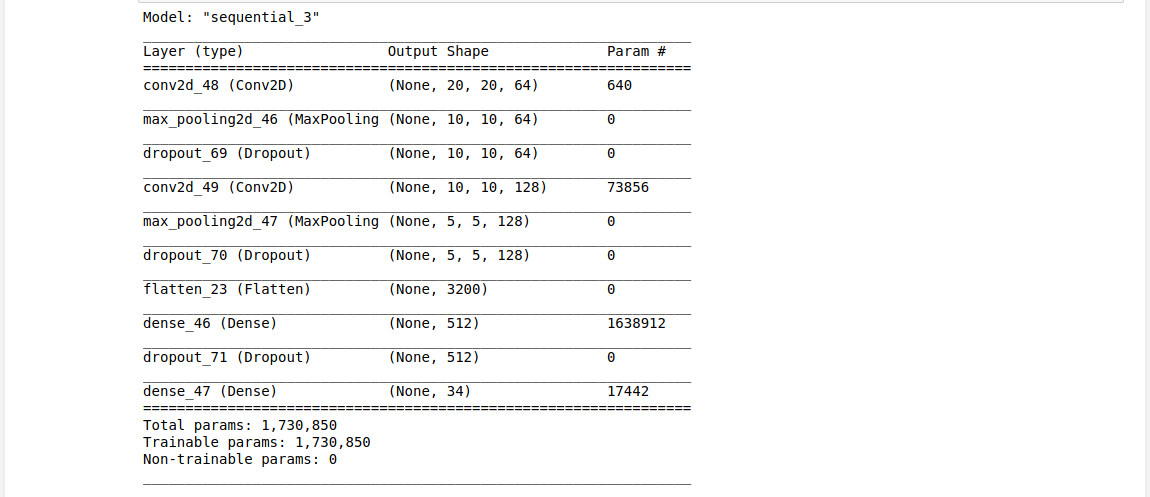 Model: "sequential_3"
Layer (type) Output Shape Param #
conv2d_48 (Conv2D) (None, 20, 20, 64) 640
max_pooling2d_46 (MaxPooling (None, 10, 10, 64) 0
dropout_69 (Dropout) (None, 10, 10, 64) 0
conv2d_49 (Conv2D) (None, 10, 10, 128) 73856
max_pooling2d_47 (MaxPooling (None, 5, 5, 128) 0
dropout_70 (Dropout) (None, 5, 5, 128) 0
flatten_23 (Flatten) (None, 3200) 0
dense_46 (Dense) (None, 512) 1638912
dropout_71 (Dropout) (None, 512) 0
dense_47 (Dense) (None, 34) 17442
Total params: 1,730,850
Trainable params: 1,730,850
Non-trainable params: 0